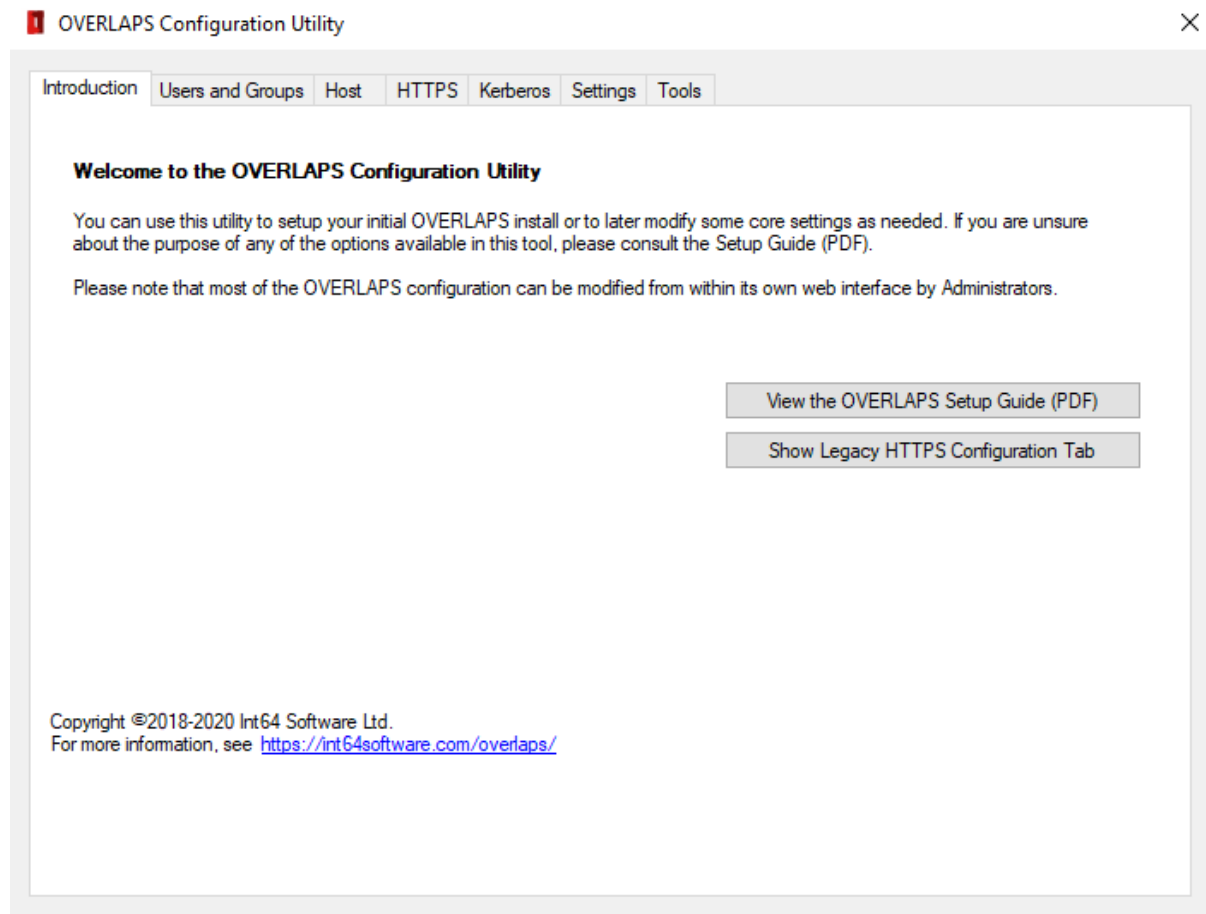 OVERLAPS Configuration Utility
Introduction Users and Groups Host HTTPS Kerberos Settings Tools
Welcome to the OVERLAPS Configuration Utility
You can use this utility to setup your initial OVERLAPS install or to later modify some core settings as needed. If you are unsure
about the purpose of any of the options available in this tool, please consult the Setup Guide (PDF).
Please note that most of the OVERLAPS configuration can be modified from within its own web interface by Administrators.
View the OVERLAPS Setup Guide (PDF)
Show Legacy HTTPS Configuration Tab
Copyright ©2018-2020 Int64 Software Ltd.
For more information, see https://int64software.com/overlaps/